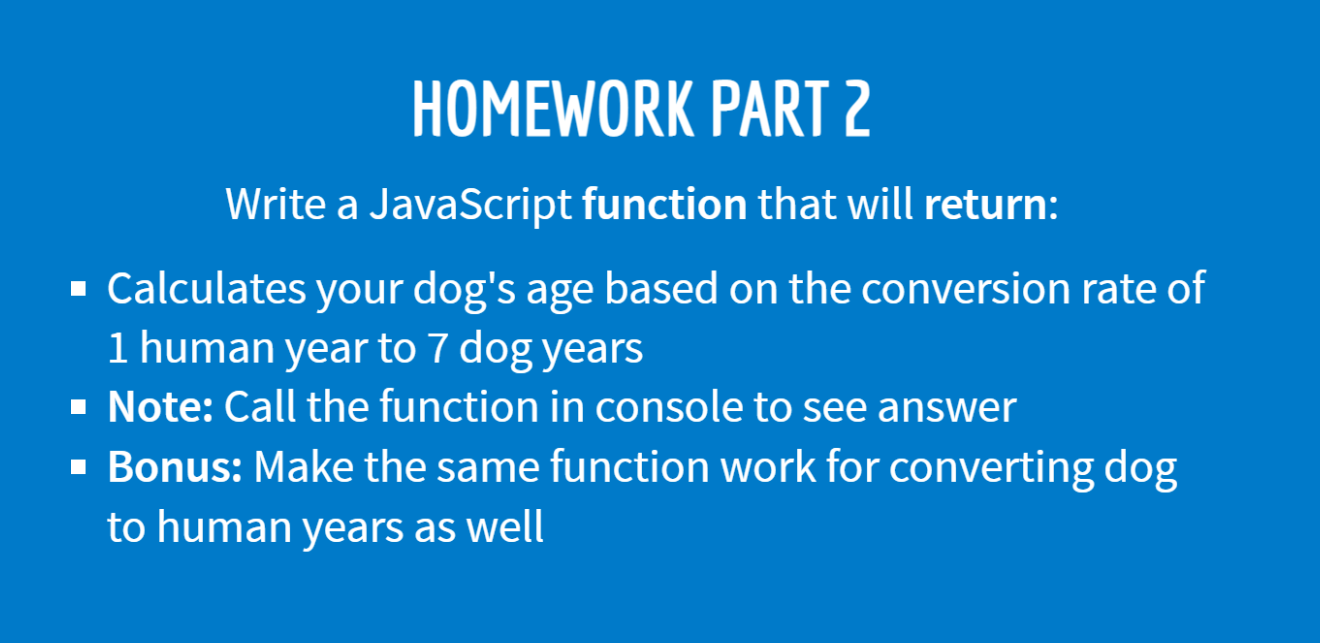 HOMEWORK PART 2
Write a JavaScript function that will return:
Calculates your dog's age based on the conversion rate of
1 human year to 7 dog years
Note: Call the function in console to see answer
Bonus: Make the same function work for converting dog
to human years as well